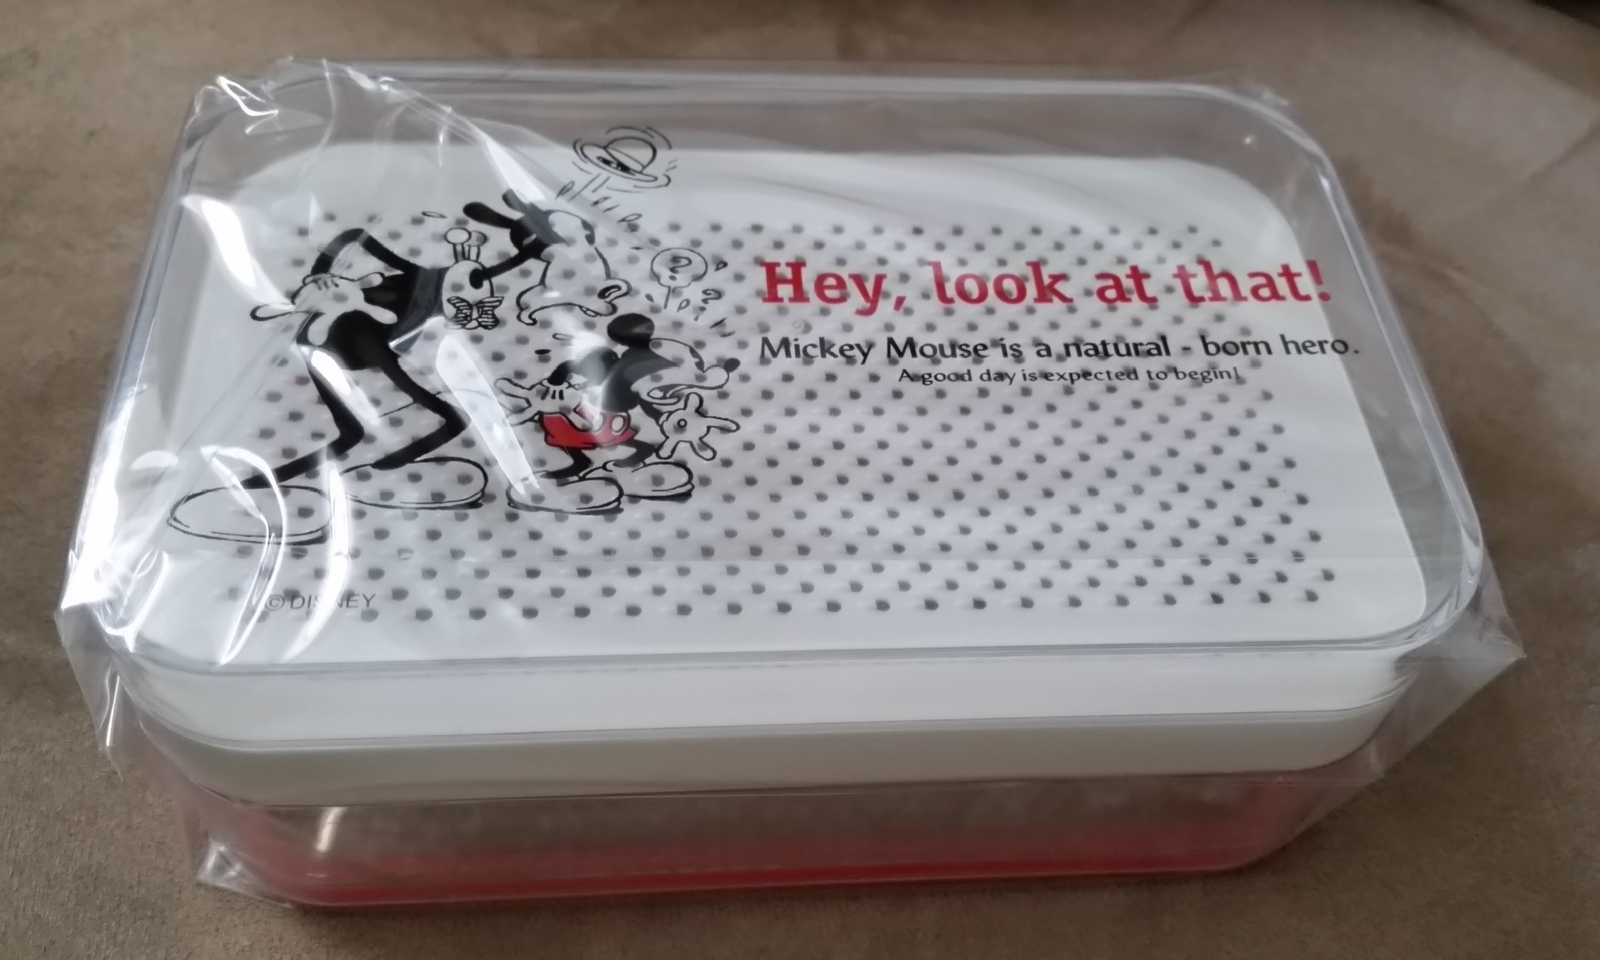 Hey, look at that!
Mickey Mouse is a natural - born hero.
A good day is expected to begin!
? ?
© DISNEY